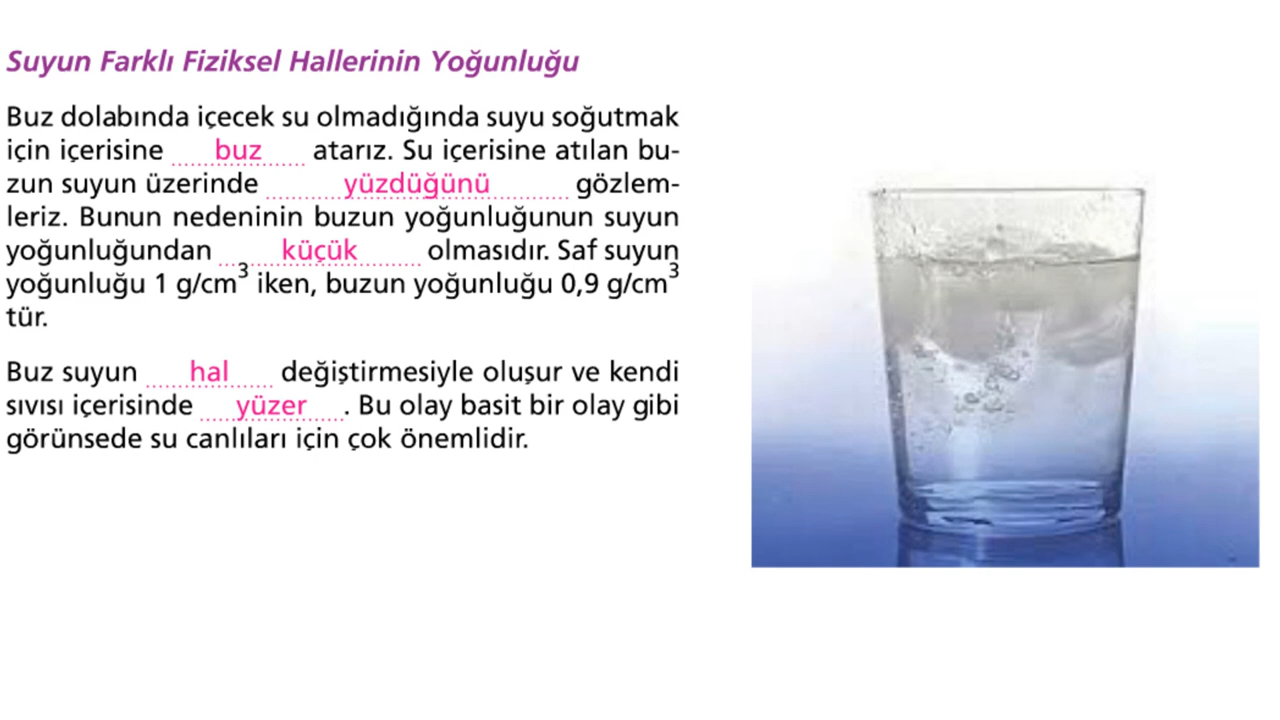 Suyun Farklı Fiziksel Hallerinin Yoğunluğu
Buz dolabında içecek su olmadığında suyu soğutmak
için içerisine buz atarız. Su içerisine atılan bu-
zun suyun üzerinde yüzdüğünü gözlem-
leriz. Bunun nedeninin buzun yoğunluğunun suyun
yoğunluğundan küçük olmasıdır. Saf suyun
yoğunluğu 1 g/cm³ iken, buzun yoğunluğu 0,9 g/cm³
tür.
Buz suyun hal değiştirmesiyle oluşur ve kendi
sıvısı içerisinde yüzer . Bu olay basit bir olay gibi
görünsede su canlıları için çok önemlidir.